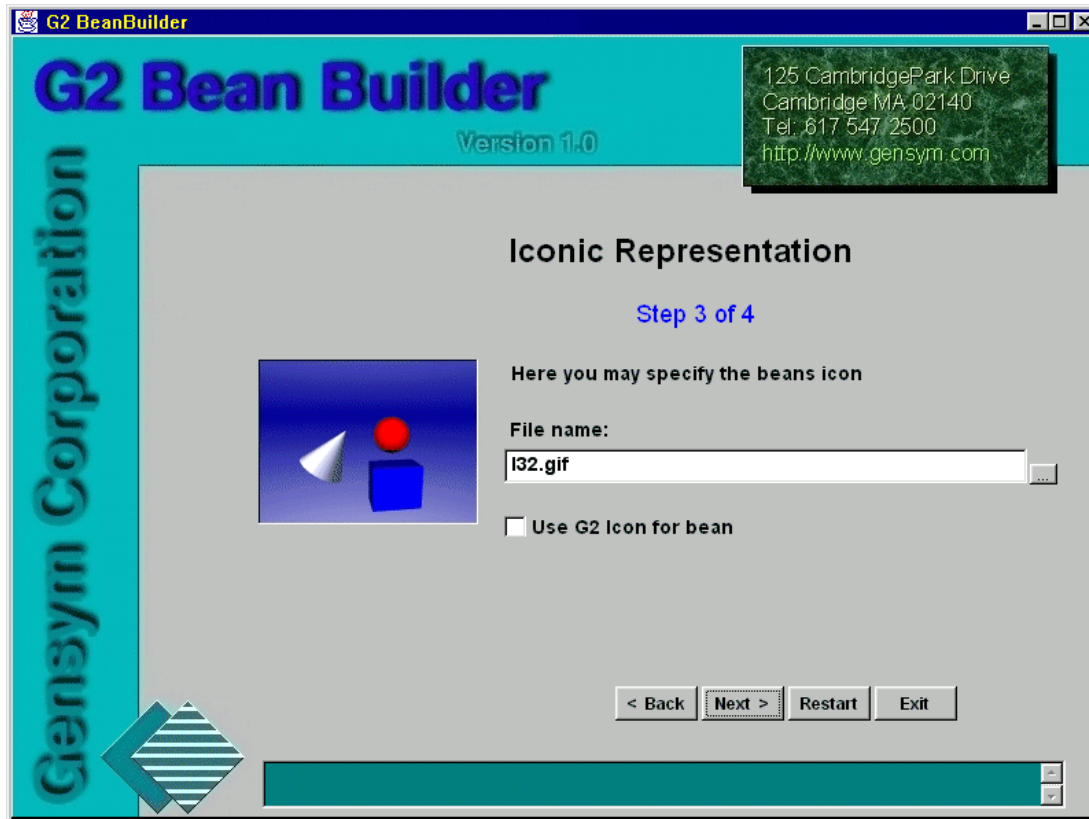 G2 BeanBuilder
G2 Bean Builder
Version 1.0
125 CambridgePark Drive
Cambridge MA 02140
Tel: 617 547 2500
http://www.gensym.com
Gensym Corporation
Iconic Representation
Step 3 of 4
Here you may specify the beans icon
File name:
I32.gif
...
Use G2 Icon for bean
< Back
Next >
Restart
Exit